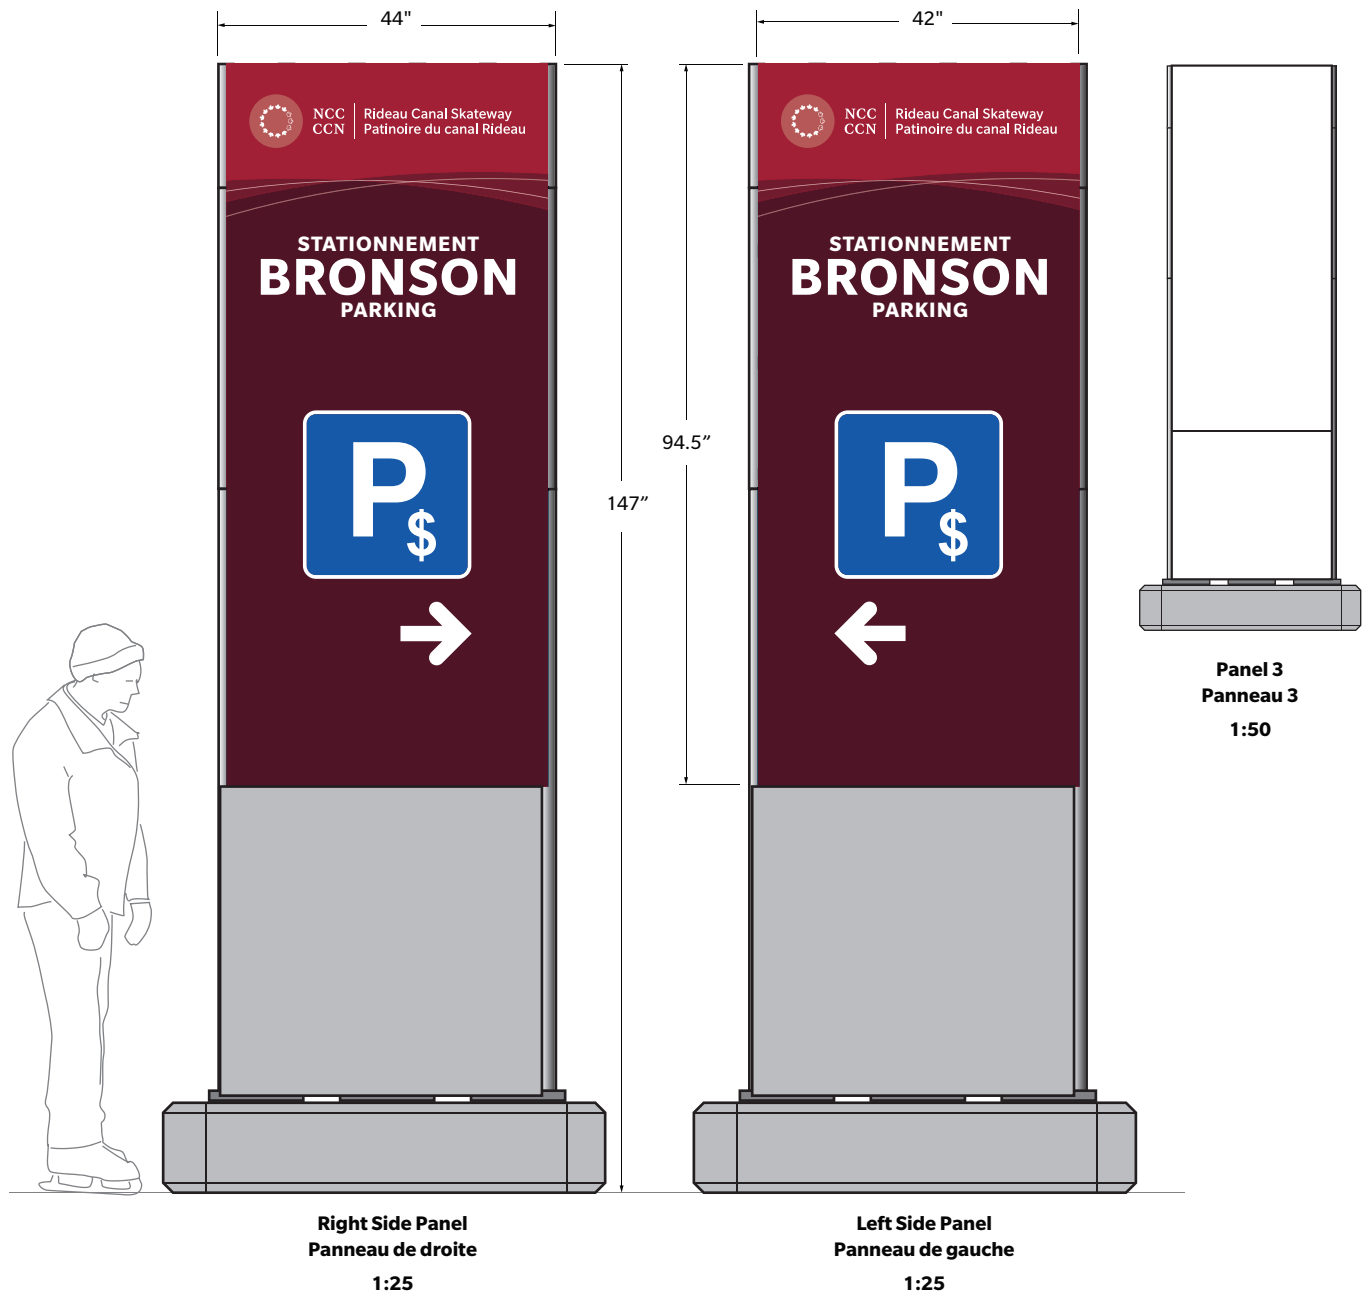 44"
NCC
CCN
Rideau Canal Skateway
Patinoire du canal Rideau
STATIONNEMENT
BRONSON
PARKING
P
$
147”
Right Side Panel
Panneau de droite
1:25
42"
NCC
CCN
Rideau Canal Skateway
Patinoire du canal Rideau
STATIONNEMENT
BRONSON
PARKING
P
$
94.5”
Left Side Panel
Panneau de gauche
1:25
Panel 3
Panneau 3
1:50